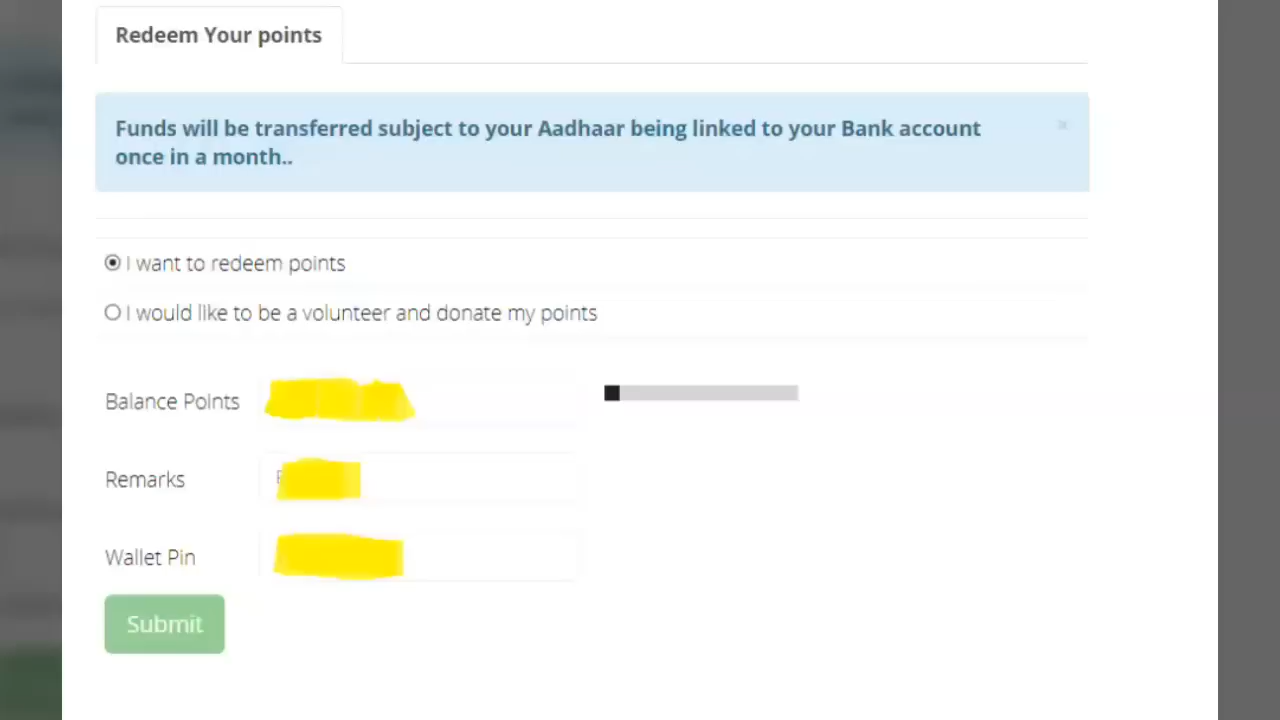 Redeem Your points
Funds will be transferred subject to your Aadhaar being linked to your Bank account
once in a month..
×
I want to redeem points
I would like to be a volunteer and donate my points
Balance Points
Remarks
Wallet Pin
Submit